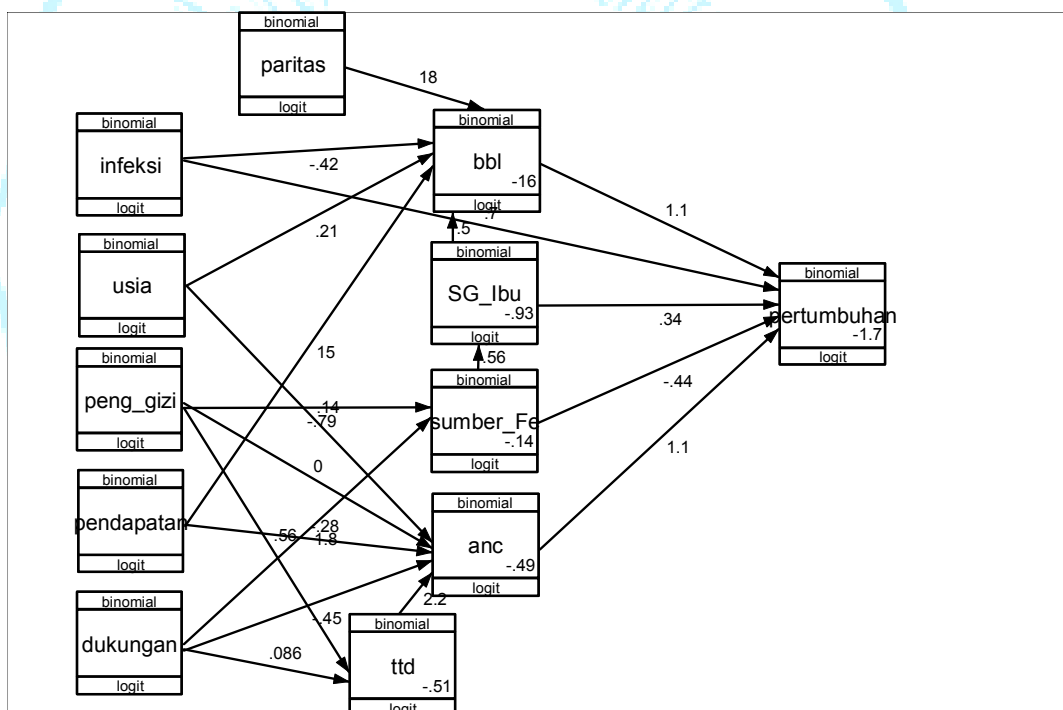 binomial
paritas
logit
18
binomial
infeksi
logit
-.42
binomial
bbl
-16
logit
.7
.5
1.1
binomial
usia
logit
.21
binomial
SG_Ibu
-.93
logit
.34
binomial
pertumbuhan
-1.7
logit
.56
15
binomial
peng_gizi
logit
.14
-.79
binomial
sumber_Fe
-.14
logit
-.44
1.1
0
binomial
pendapatan
logit
.56
-.28
1.8
binomial
anc
-.49
logit
2.2
binomial
dukungan
logit
-.45
.086
binomial
ttd
-.51
logit